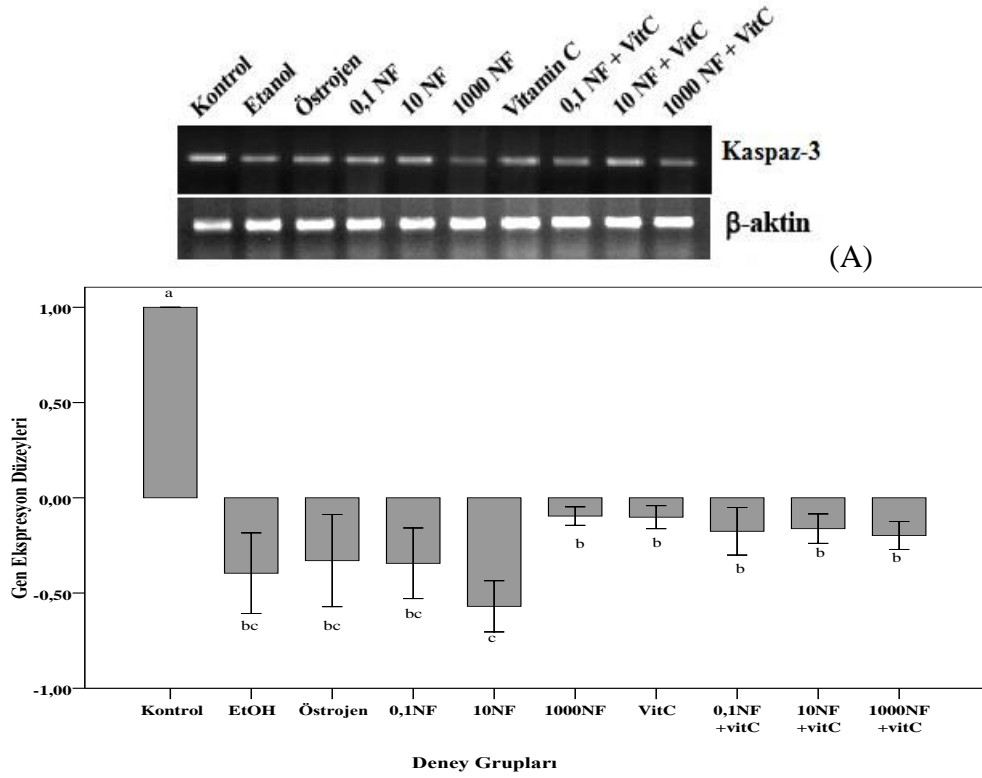 Kontrol
Etanol
Östrojen
0,1 NF
10 NF
1000 NF
Vitamin C
0,1 NF + VitC
10 NF + VitC
1000 NF + VitC
Kaspaz-3
β-aktin
(A)
Gen Ekspresyon Düzeyleri
1,00
0,50
0,00
-0,50
-1,00
a
bc
bc
bc
c
b
b
b
b
b
Kontrol
EtOH
Östrojen
0,1NF
10NF
1000NF
VitC
0,1NF
+vitC
10NF
+vitC
1000NF
+vitC
Deney Grupları